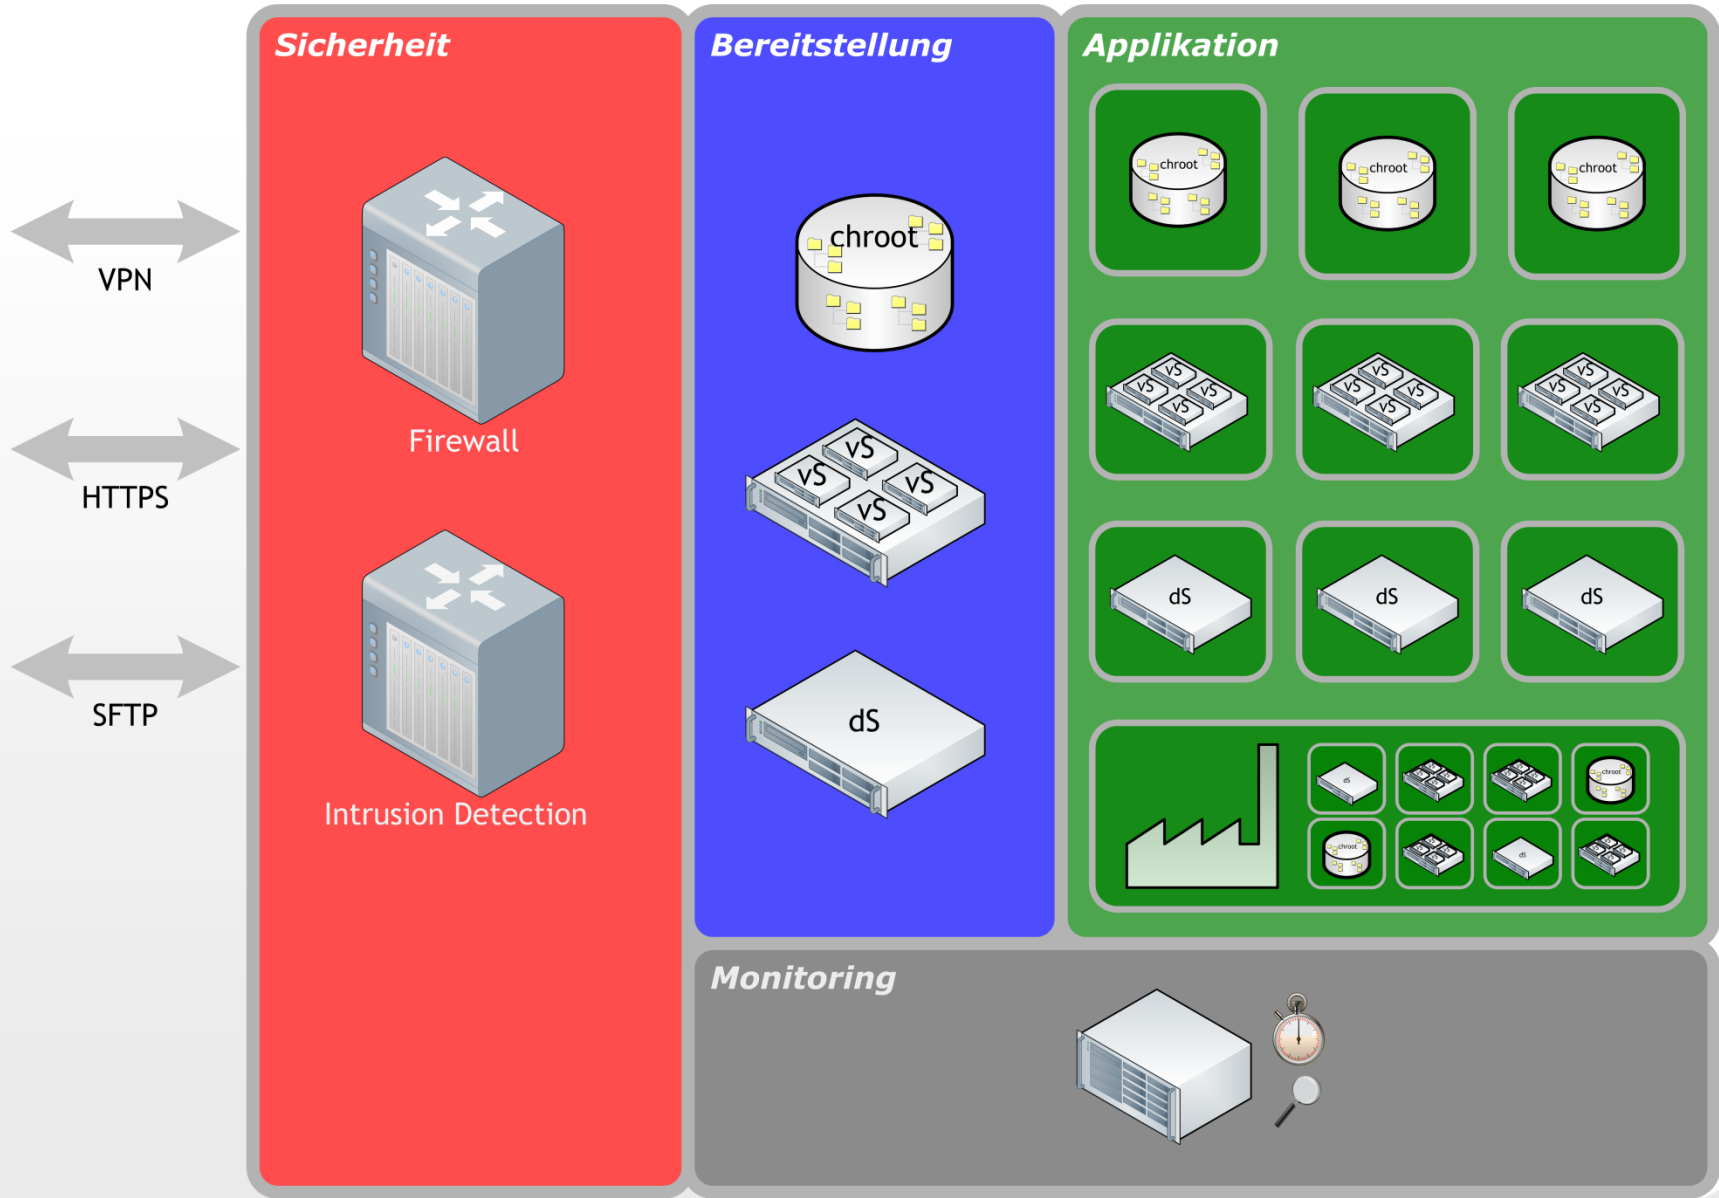 VPN
HTTPS
SFTP
Sicherheit
Firewall
Intrusion Detection
Bereitstellung
chroot
vS
vS
vS
vS
dS
Applikation
chroot
chroot
chroot
vS
vS
vS
vS
vS
vS
vS
vS
vS
vS
vS
vS
dS
dS
dS
dS
chroot
chroot
dS
Monitoring